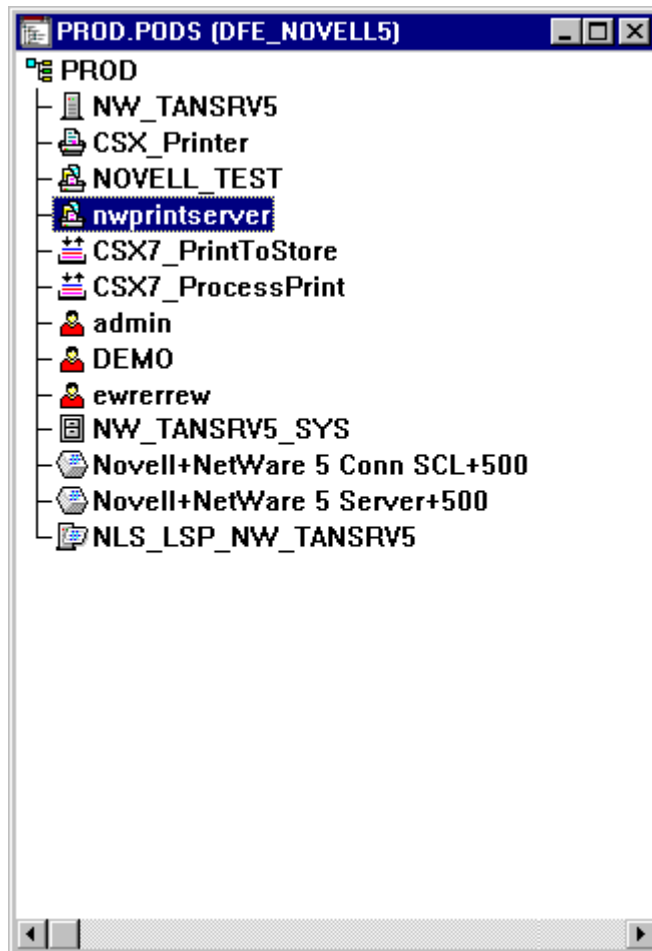 PROD.PODS (DFE_NOVELL5)
PROD
NW_TANSRV5
CSX_Printer
NOVELL_TEST
nwprintserver
CSX7_PrintToStore
CSX7_ProcessPrint
admin
DEMO
ewrerrew
NW_TANSRV5_SYS
Novell+NetWare 5 Conn SCL+500
Novell+NetWare 5 Server+500
NLS_LSP_NW_TANSRV5